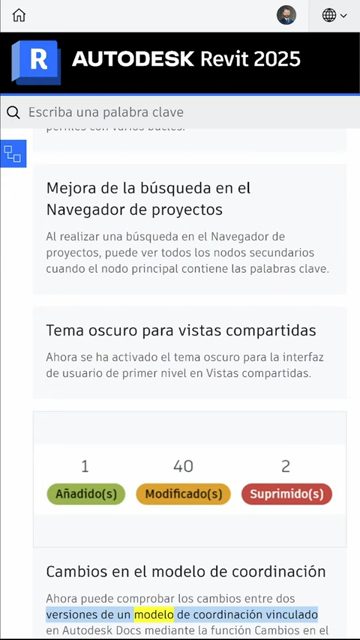 R AUTODESK Revit 2025
Escriba una palabra clave
perfiles con varios bucles.
Mejora de la búsqueda en el
Navegador de proyectos
Al realizar una búsqueda en el Navegador de
proyectos, puede ver todos los nodos secundarios
cuando el nodo principal contiene las palabras clave.
Tema oscuro para vistas compartidas
Ahora se ha activado el tema oscuro para la interfaz
de usuario de primer nivel en Vistas compartidas.
1 40 2
Añadido(s) Modificado(s) Suprimido(s)
Cambios en el modelo de coordinación
Ahora puede comprobar los cambios entre dos
versiones de un modelo de coordinación vinculado
en Autodesk Docs mediante la función Cambios en el